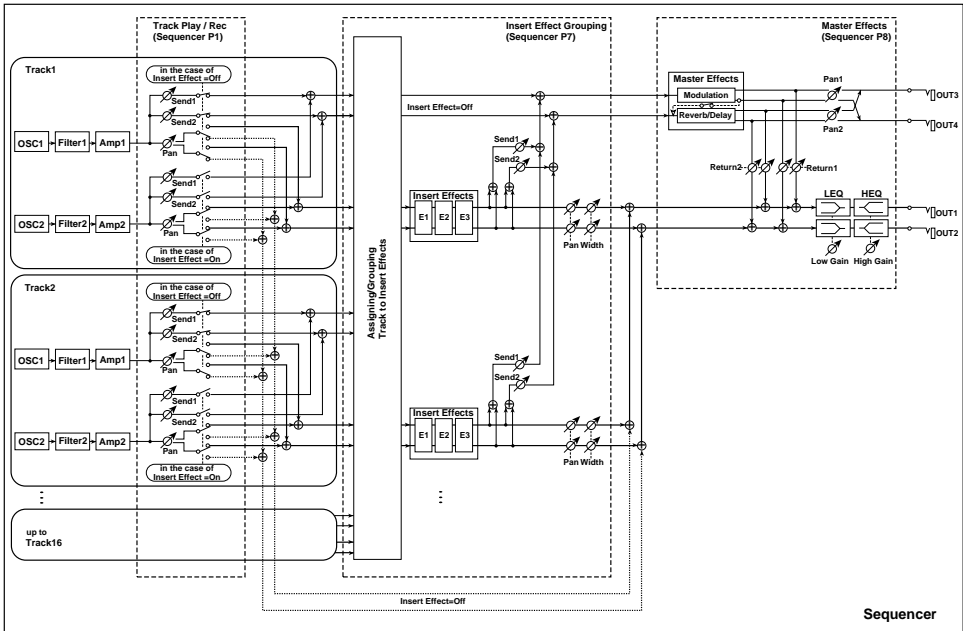 Track Play / Rec
(Sequencer P1)
Insert Effect Grouping
(Sequencer P7)
Master Effects
(Sequencer P8)
Track1
in the case of
Insert Effect =Off
Send1
Send2
Pan
OSC1
Filter1
Amp1
Send1
Send2
Pan
OSC2
Filter2
Amp2
in the case of
Insert Effect =On
Track2
in the case of
Insert Effect =Off
Send1
Send2
Pan
OSC1
Filter1
Amp1
Send1
Send2
Pan
OSC2
Filter2
Amp2
in the case of
Insert Effect =On
up to
Track16
Assigning/Grouping
Track to Insert Effects
Insert Effect=Off
Send1
Send2
Insert Effects
E1
E2
E3
Pan
Width
Send1
Send2
Insert Effects
E1
E2
E3
Pan
Width
Insert Effect=Off
Master Effects
Modulation
Reverb/Delay
Pan1
Pan2
OUT3
OUT4
Return2
Return1
LEQ
HEQ
OUT1
OUT2
Low Gain
High Gain
Sequencer